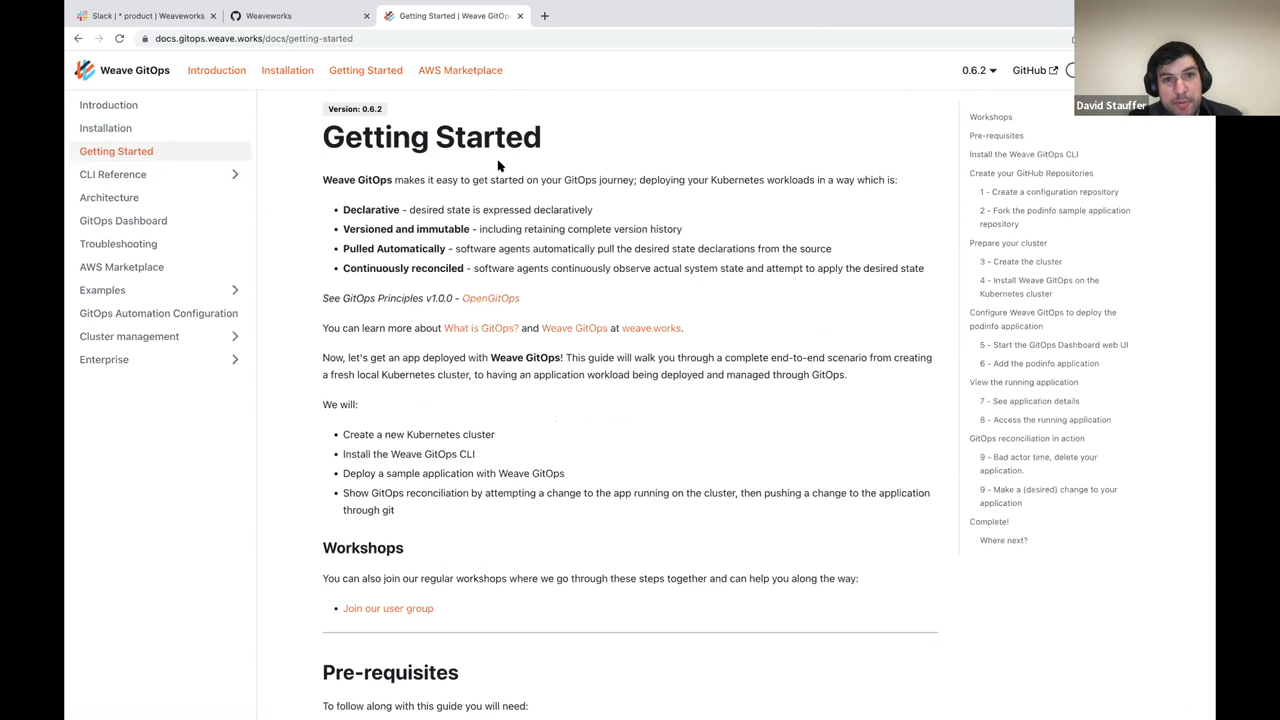 Slack | * product | Weaveworks
Weaveworks
Getting Started | Weave GitOp
docs.gitops.weave.works/docs/getting-started
Weave GitOps
Introduction
Installation
Getting Started
AWS Marketplace
0.6.2
GitHub
David Stauffer
Introduction
Installation
Getting Started
CLI Reference
Architecture
GitOps Dashboard
Troubleshooting
AWS Marketplace
Examples
GitOps Automation Configuration
Cluster management
Enterprise
Version: 0.6.2
Getting Started
Weave GitOps makes it easy to get started on your GitOps journey; deploying your Kubernetes workloads in a way which is:
• Declarative - desired state is expressed declaratively
• Versioned and immutable - including retaining complete version history
• Pulled Automatically - software agents automatically pull the desired state declarations from the source
• Continuously reconciled - software agents continuously observe actual system state and attempt to apply the desired state
See GitOps Principles v1.0.0 - OpenGitOps
You can learn more about What is GitOps? and Weave GitOps at weave.works.
Now, let's get an app deployed with Weave GitOps! This guide will walk you through a complete end-to-end scenario from creating
a fresh local Kubernetes cluster, to having an application workload being deployed and managed through GitOps.
We will:
• Create a new Kubernetes cluster
• Install the Weave GitOps CLI
• Deploy a sample application with Weave GitOps
• Show GitOps reconciliation by attempting a change to the app running on the cluster, then pushing a change to the application
through git
Workshops
You can also join our regular workshops where we go through these steps together and can help you along the way:
• Join our user group
Pre-requisites
To follow along with this guide you will need:
Workshops
Pre-requisites
Install the Weave GitOps CLI
Create your GitHub Repositories
1 - Create a configuration repository
2 - Fork the podinfo sample application
repository
Prepare your cluster
3 - Create the cluster
4 - Install Weave GitOps on the
Kubernetes cluster
Configure Weave GitOps to deploy the
podinfo application
5 - Start the GitOps Dashboard web UI
6 - Add the podinfo application
View the running application
7 - See application details
8 - Access the running application
GitOps reconciliation in action
9 - Bad actor time, delete your
application.
9 - Make a (desired) change to your
application
Complete!
Where next?